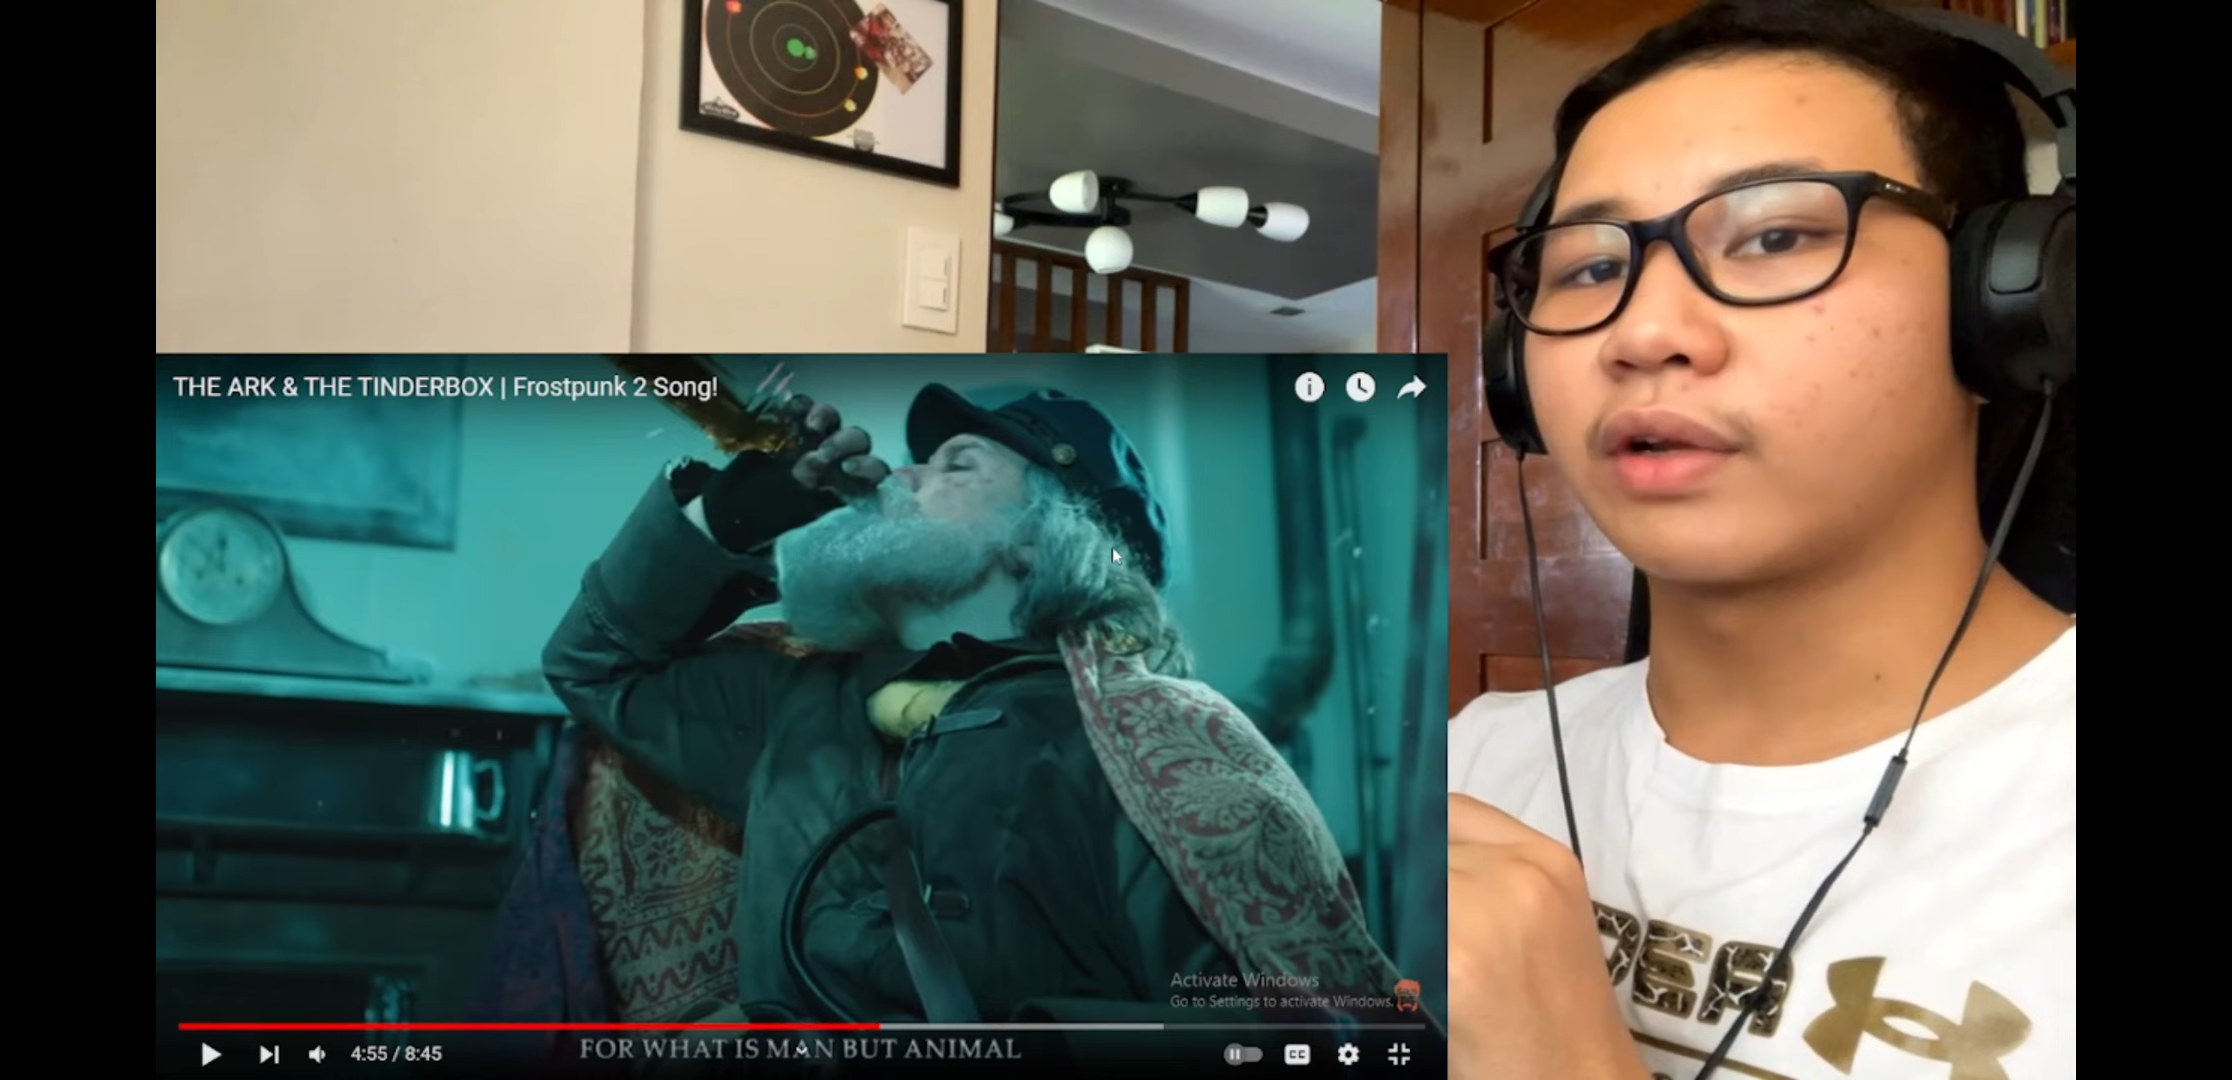 THE ARK & THE TINDERBOX | Frostpunk 2 Song!
Activate Windows
Go to Settings to activate Windows.
4:55 / 8:45
CC
FOR WHAT IS MAN BUT ANIMAL